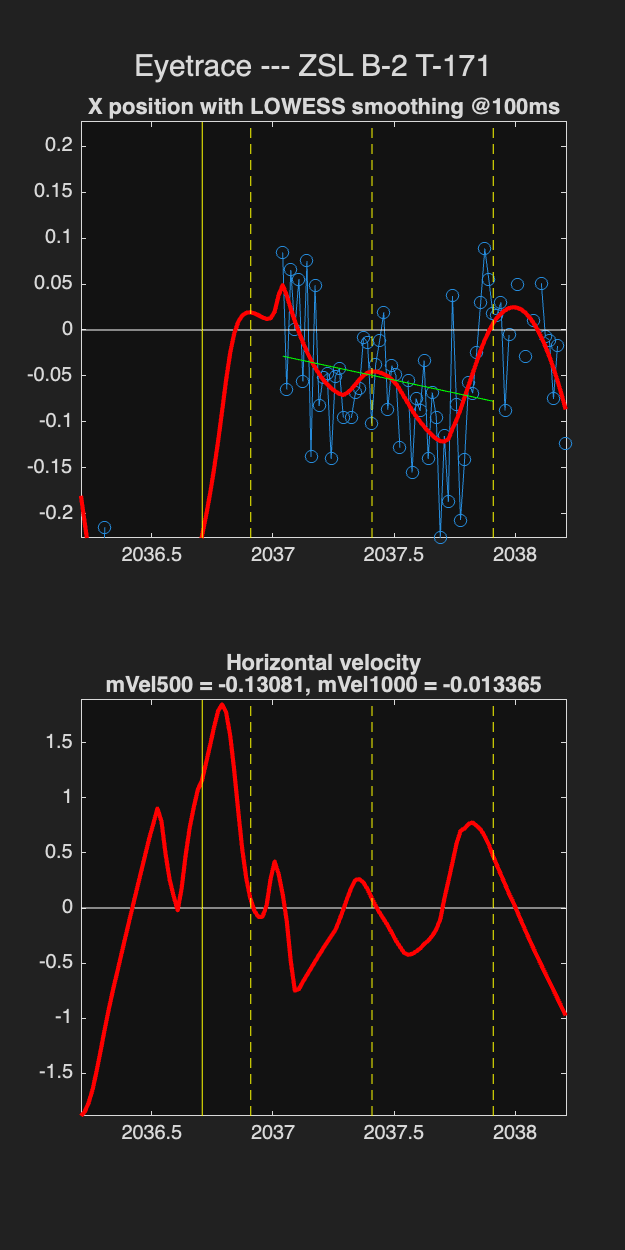 Eyetrace --- ZSL B-2 T-171
X position with LOWESS smoothing @100ms
0.2
0.15
0.1
0.05
0
-0.05
-0.1
-0.15
-0.2
2036.5 2037 2037.5 2038
Horizontal velocity
mVel500 = -0.13081, mVel1000 = -0.013365
1.5
1
0.5
0
-0.5
-1
-1.5
2036.5 2037 2037.5 2038